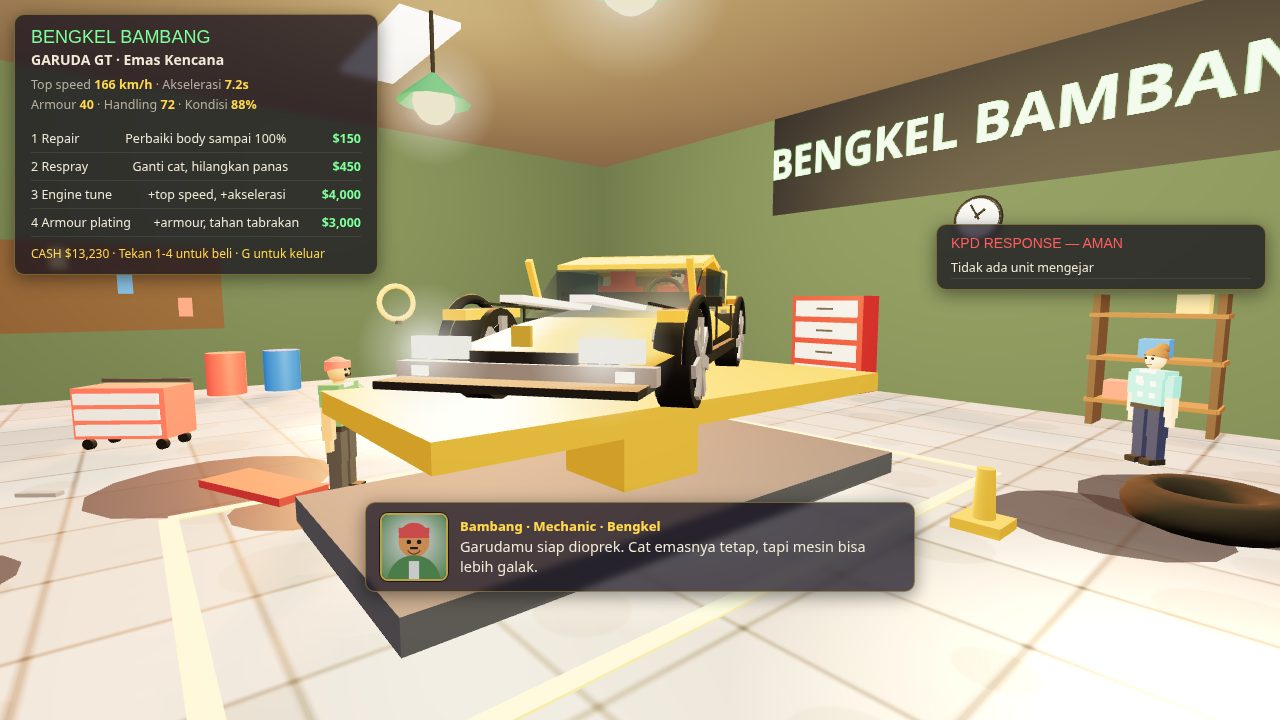 BENGKEL BAMBANG
GARUDA GT · Emas Kencana
Top speed 166 km/h · Akselerasi 7.2s
Armour 40 · Handling 72 · Kondisi 88%
1 Repair Perbaiki body sampai 100% $150
2 Respray Ganti cat, hilangkan panas $450
3 Engine tune +top speed, +akselerasi $4,000
4 Armour plating +armour, tahan tabrakan $3,000
CASH $13,230 · Tekan 1-4 untuk beli · G untuk keluar
BENGKEL BAMBAN
KPD RESPONSE — AMAN
Tidak ada unit mengejar
Bambang · Mechanic · Bengkel
Garudamu siap dioprek. Cat emasnya tetap, tapi mesin bisa
lebih galak.